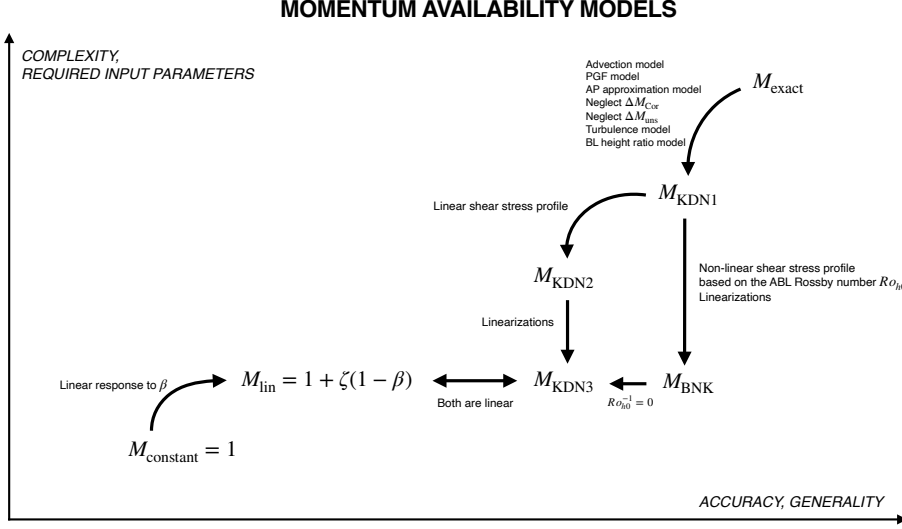 MOMENTUM AVAILABILITY MODELS
COMPLEXITY,
REQUIRED INPUT PARAMETERS
Advection model
PGF model
AP approximation model
Neglect ΔM_Cor
Neglect ΔM_uns
Turbulence model
BL height ratio model
M_exact
M_KDN1
Linear shear stress profile
M_KDN2
Non-linear shear stress profile
based on the ABL Rossby number Ro_h0
Linearizations
Linearizations
Linear response to β
M_lin = 1 + ζ(1 − β)
Both are linear
M_KDN3
Ro_h0^−1 = 0
M_BNK
M_constant = 1
ACCURACY, GENERALITY